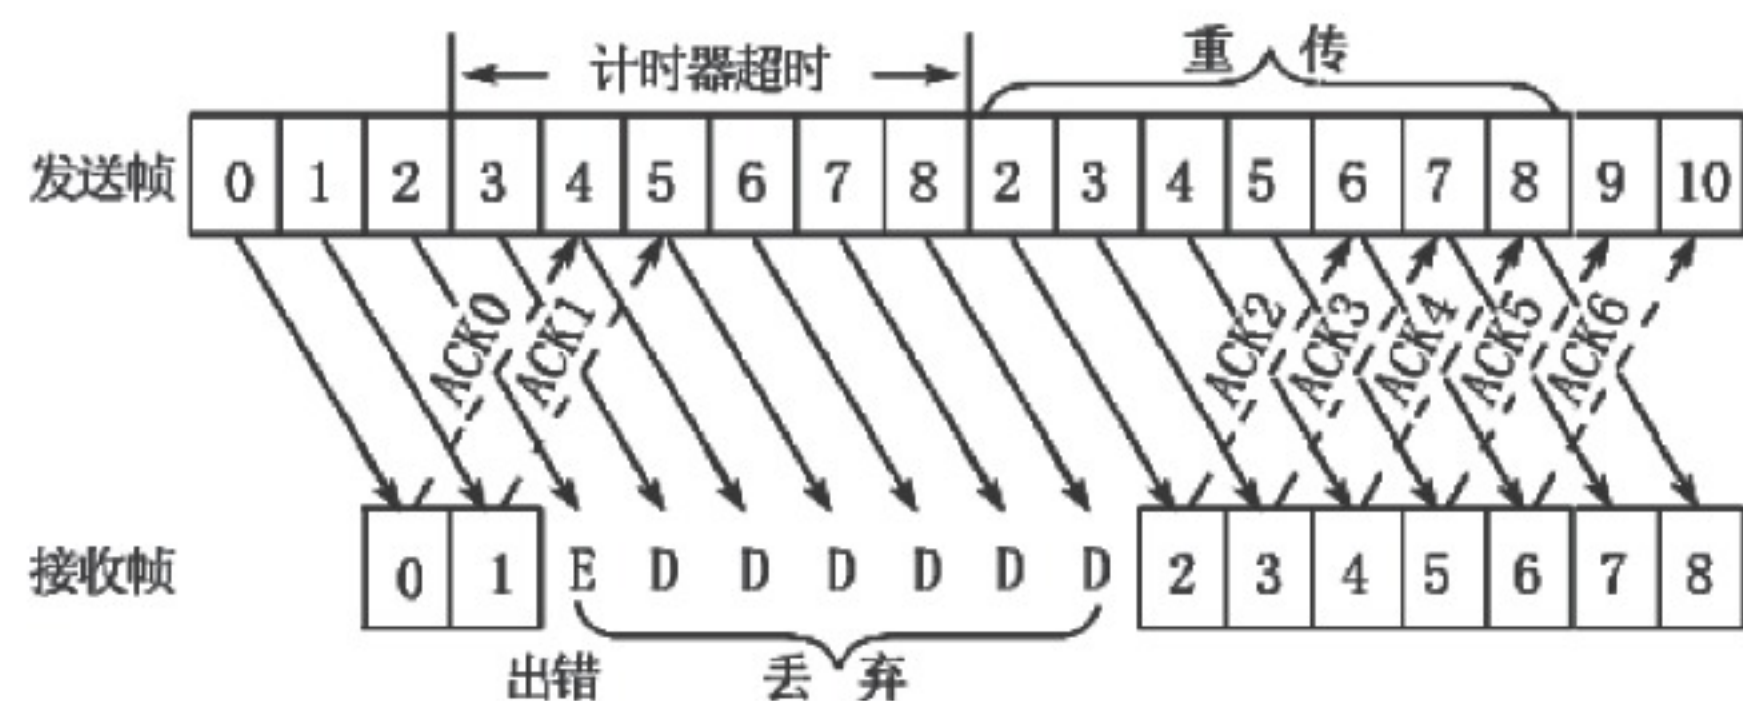 计时器超时
重传
发送帧 0 1 2 3 4 5 6 7 8 2 3 4 5 6 7 8 9 10
ACK0 ACK1 ACK2 ACK3 ACK4 ACK5 ACK6
接收帧 0 1 E D D D D D D 2 3 4 5 6 7 8
出错 丢弃